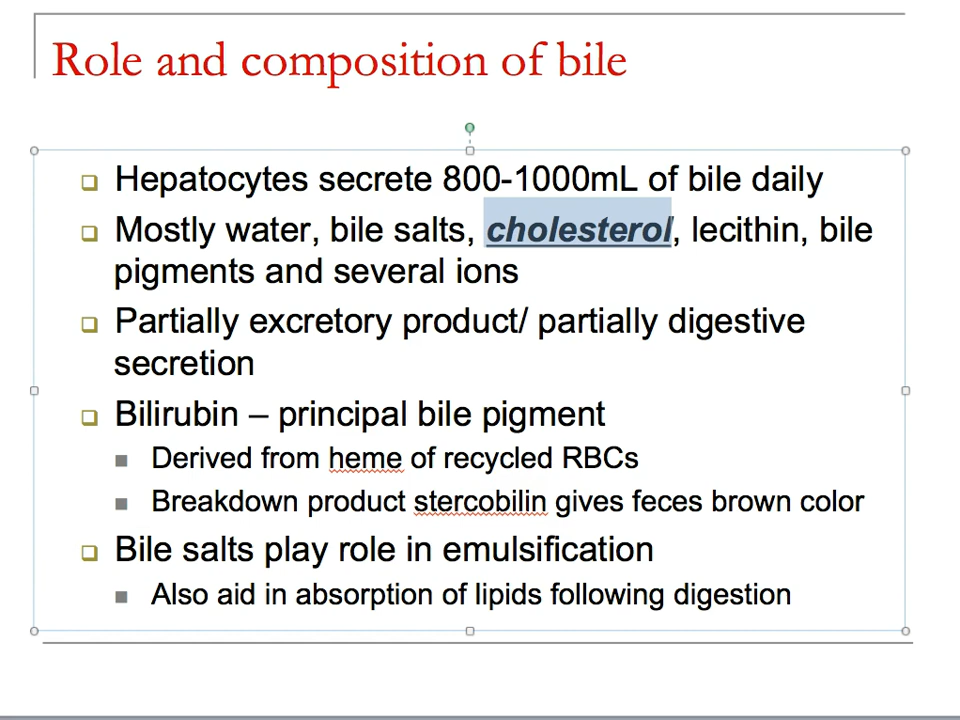 Role and composition of bile
Hepatocytes secrete 800-1000mL of bile daily
Mostly water, bile salts, cholesterol, lecithin, bile
pigments and several ions
Partially excretory product/ partially digestive
secretion
Bilirubin – principal bile pigment
Derived from heme of recycled RBCs
Breakdown product stercobilin gives feces brown color
Bile salts play role in emulsification
Also aid in absorption of lipids following digestion